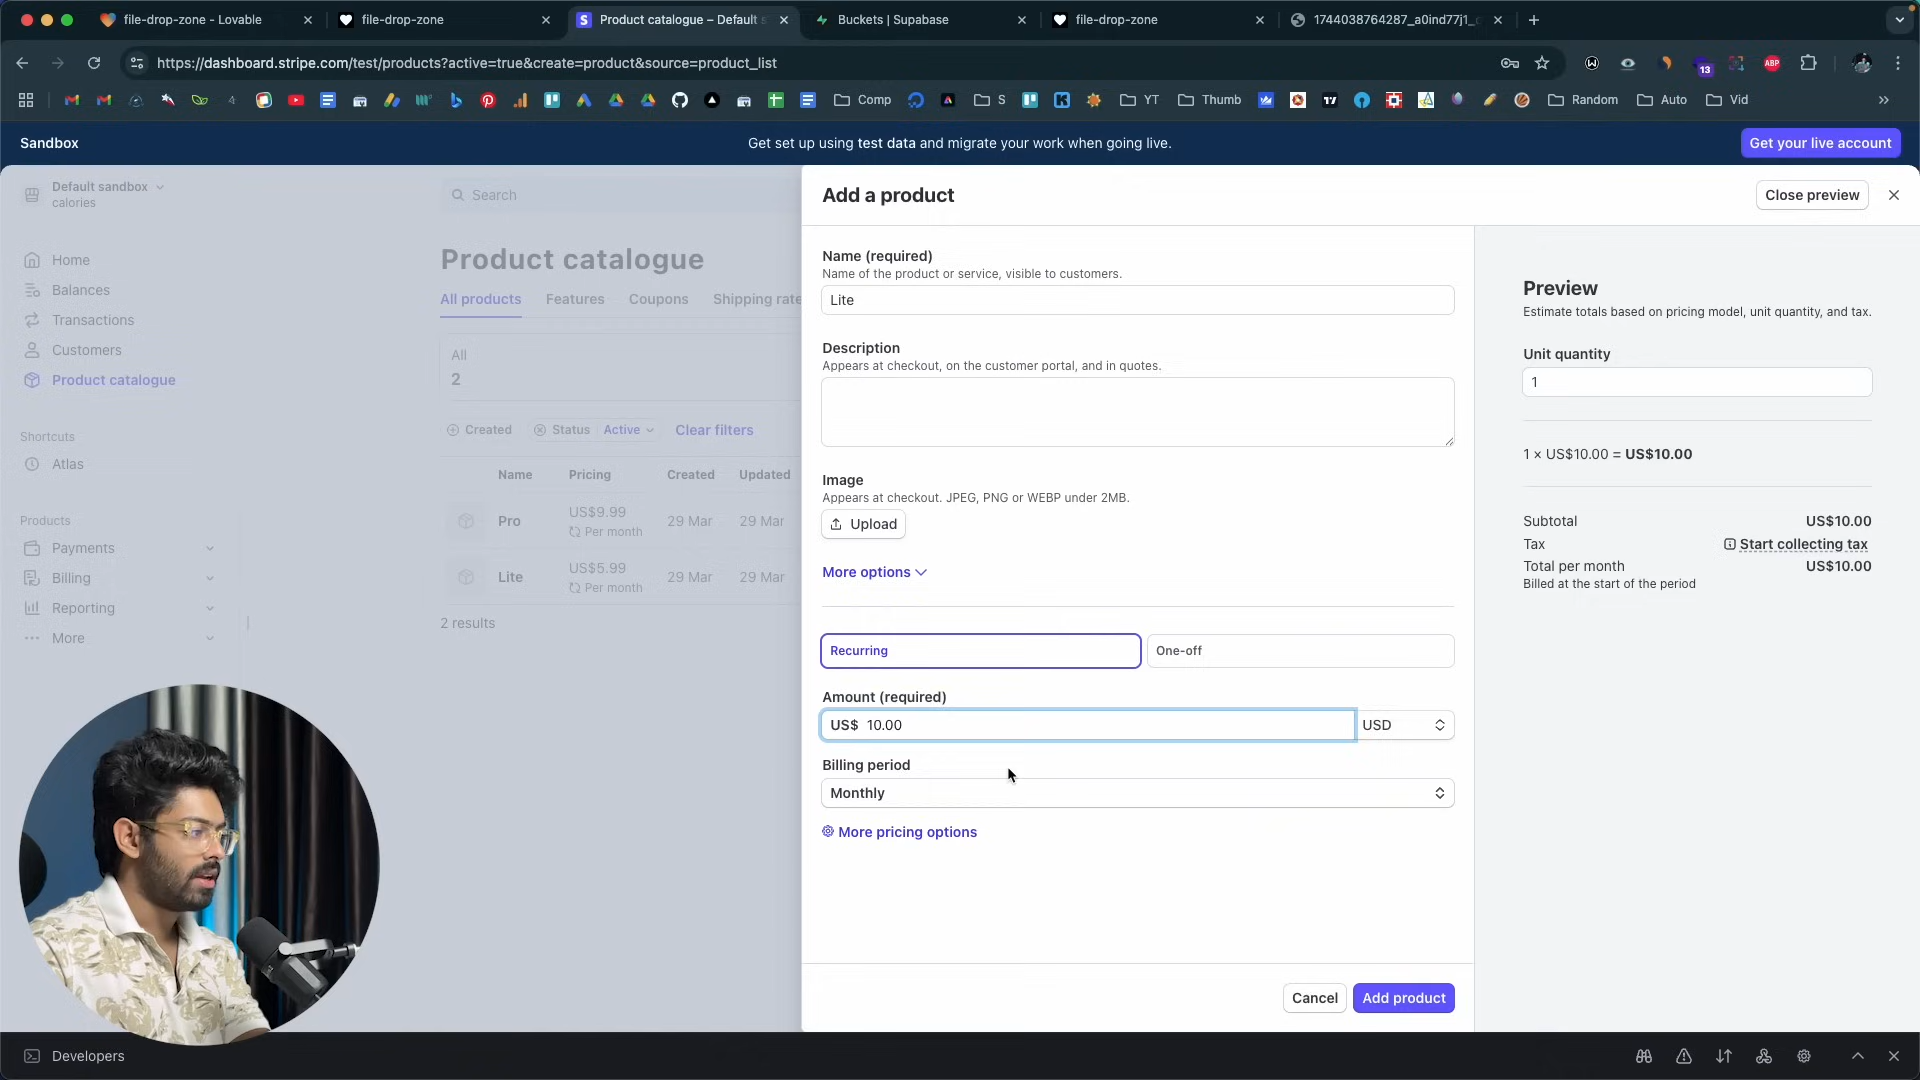 file-drop-zone - Lovable
file-drop-zone
Product catalogue – Default s
Buckets | Supabase
file-drop-zone
1744038764287_a0ind77j1_
https://dashboard.stripe.com/test/products?active=true&create=product&source=product_list
13
ABP
Comp
S
YT
Thumb
Random
Auto
Vid
Sandbox
Get set up using test data and migrate your work when going live.
Get your live account
Default sandbox
calories
Search
Home
Balances
Transactions
Customers
Product catalogue
Shortcuts
Atlas
Products
Payments
Billing
Reporting
More
Product catalogue
All products
Features
Coupons
Shipping rate
All
2
Created
Status
Active
Clear filters
Name
Pricing
Created
Updated
Pro
US$9.99
Per month
29 Mar
29 Mar
Lite
US$5.99
Per month
29 Mar
29 Mar
2 results
Add a product
Close preview
Name (required)
Name of the product or service, visible to customers.
Lite
Description
Appears at checkout, on the customer portal, and in quotes.
Image
Appears at checkout. JPEG, PNG or WEBP under 2MB.
Upload
More options
Recurring
One-off
Amount (required)
US$ 10.00
USD
Billing period
Monthly
More pricing options
Cancel
Add product
Preview
Estimate totals based on pricing model, unit quantity, and tax.
Unit quantity
1
1 × US$10.00 = US$10.00
Subtotal
US$10.00
Tax
Start collecting tax
Total per month
US$10.00
Billed at the start of the period
Developers